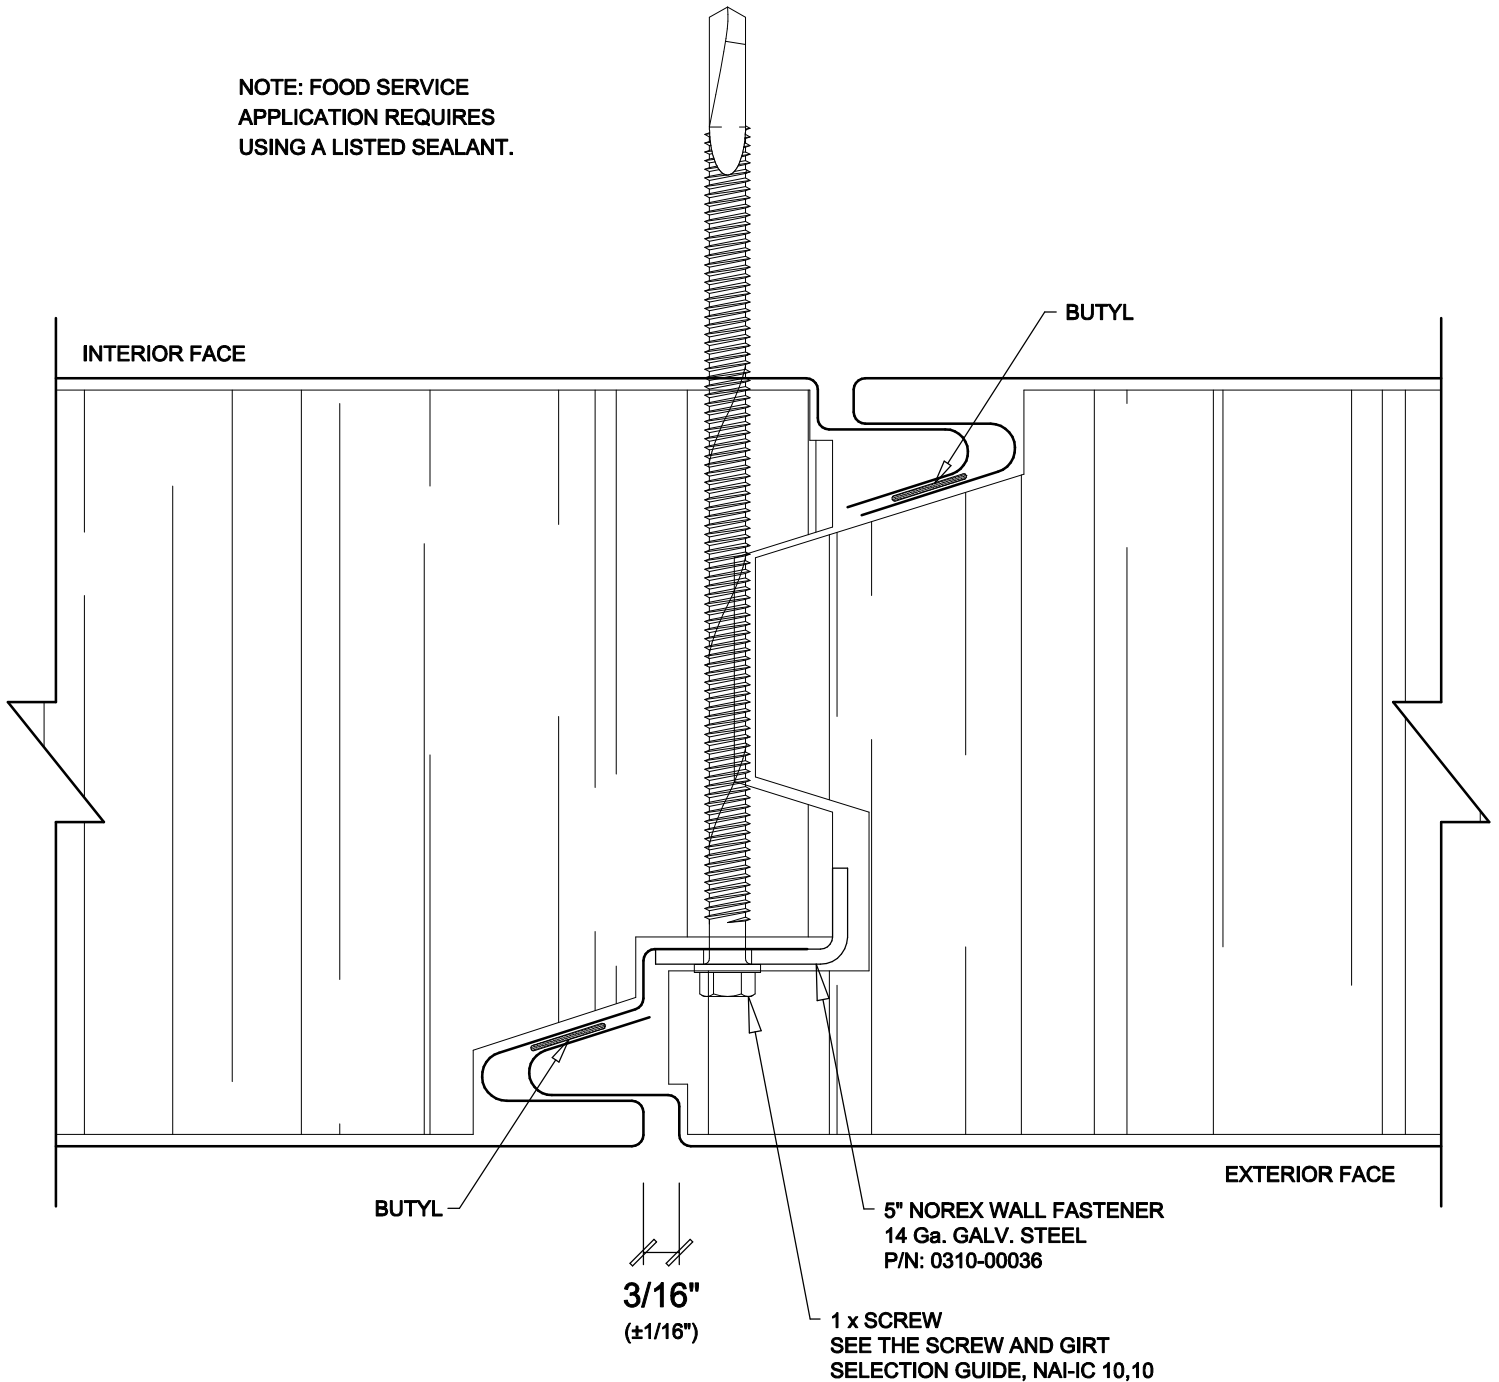 NOTE: FOOD SERVICE
APPLICATION REQUIRES
USING A LISTED SEALANT.
BUTYL
INTERIOR FACE
EXTERIOR FACE
BUTYL
5" NOREX WALL FASTENER
14 Ga. GALV. STEEL
P/N: 0310-00036
3/16"
(±1/16")
1 x SCREW
SEE THE SCREW AND GIRT
SELECTION GUIDE, NAI-IC 10,10